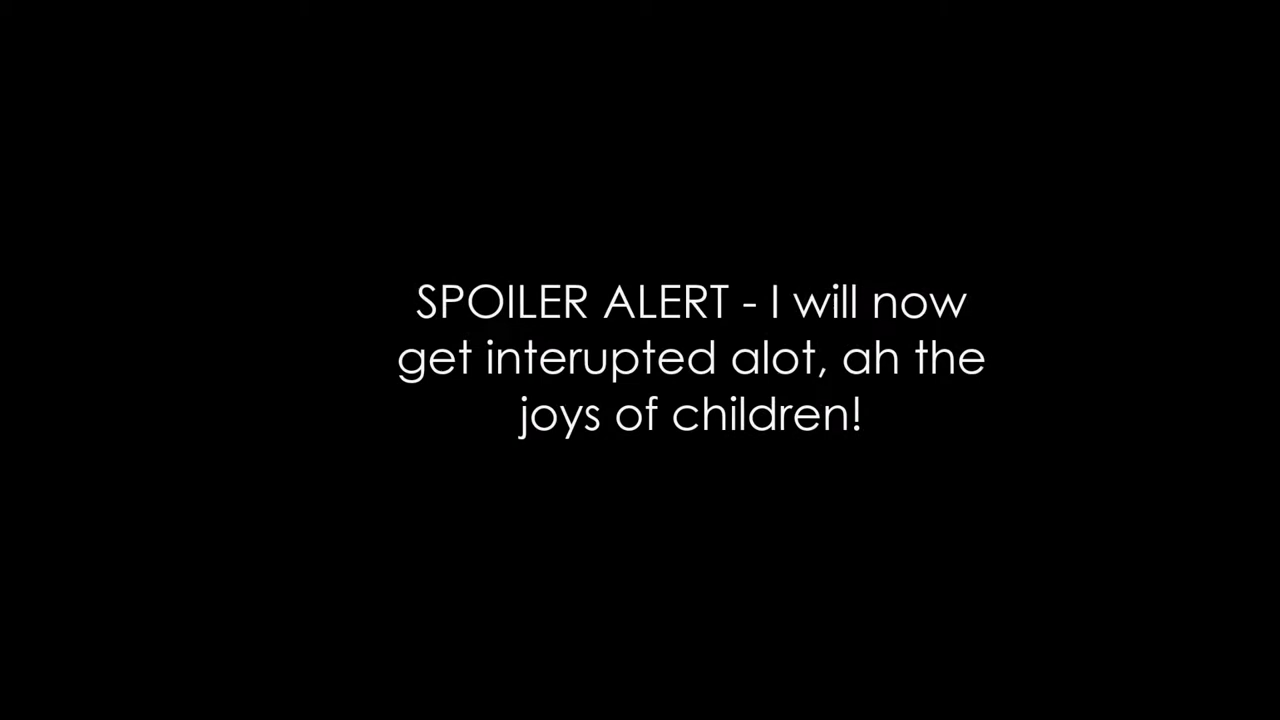 SPOILER ALERT - I will now
get interupted alot, ah the
joys of children!